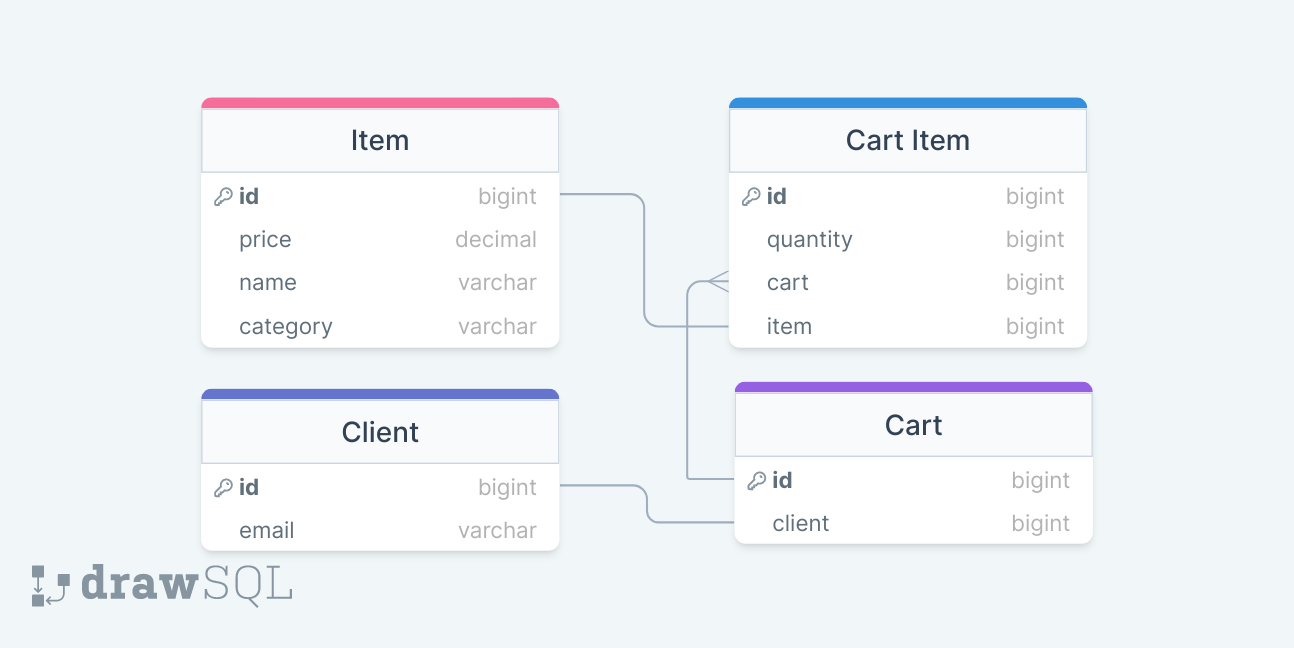 Item
id bigint
price decimal
name varchar
category varchar
Cart Item
id bigint
quantity bigint
cart bigint
item bigint
Client
id bigint
email varchar
Cart
id bigint
client bigint
drawSQL